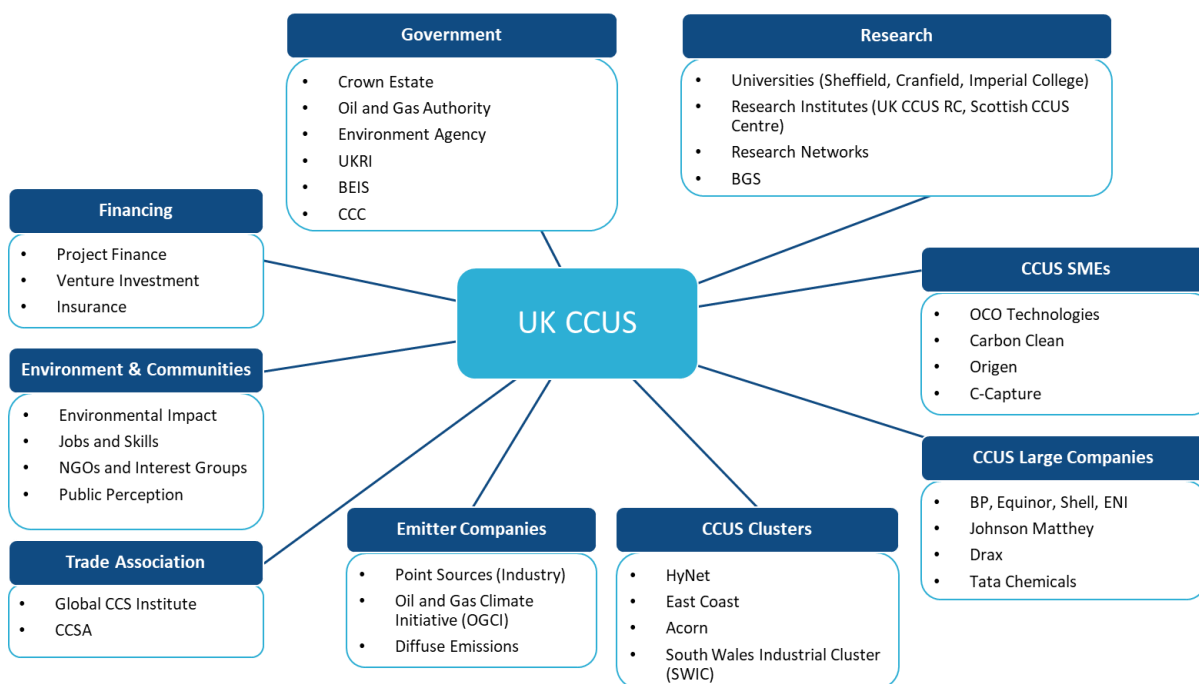 Government
• Crown Estate
• Oil and Gas Authority
• Environment Agency
• UKRI
• BEIS
• CCC
Research
• Universities (Sheffield, Cranfield, Imperial College)
• Research Institutes (UK CCUS RC, Scottish CCUS
Centre)
• Research Networks
• BGS
Financing
• Project Finance
• Venture Investment
• Insurance
UK CCUS
CCUS SMEs
• OCO Technologies
• Carbon Clean
• Origen
• C-Capture
Environment & Communities
• Environmental Impact
• Jobs and Skills
• NGOs and Interest Groups
• Public Perception
CCUS Large Companies
• BP, Equinor, Shell, ENI
• Johnson Matthey
• Drax
• Tata Chemicals
Trade Association
• Global CCS Institute
• CCSA
Emitter Companies
• Point Sources (Industry)
• Oil and Gas Climate
Initiative (OGCI)
• Diffuse Emissions
CCUS Clusters
• HyNet
• East Coast
• Acorn
• South Wales Industrial Cluster
(SWIC)